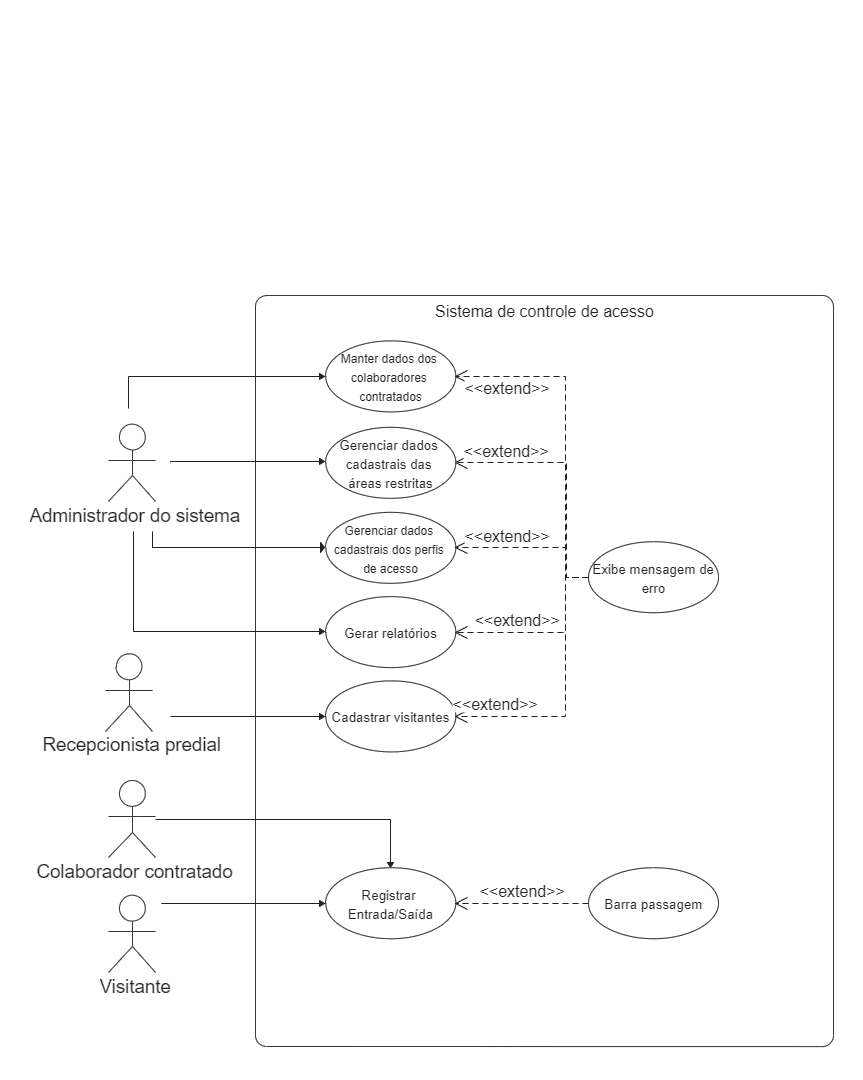 Sistema de controle de acesso
Manter dados dos
colaboradores
contratados
<<extend>>
Gerenciar dados
cadastrais das
áreas restritas
<<extend>>
Administrador do sistema
Gerenciar dados
cadastrais dos perfis
de acesso
<<extend>>
Exibe mensagem de
erro
Gerar relatórios
<<extend>>
Cadastrar visitantes
<<extend>>
Recepcionista predial
Colaborador contratado
Registrar
Entrada/Saída
<<extend>>
Barra passagem
Visitante